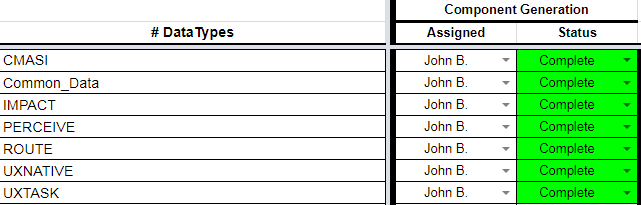 Component Generation
# DataTypes Assigned Status
CMASI John B. Complete
Common_Data John B. Complete
IMPACT John B. Complete
PERCEIVE John B. Complete
ROUTE John B. Complete
UXNATIVE John B. Complete
UXTASK John B. Complete